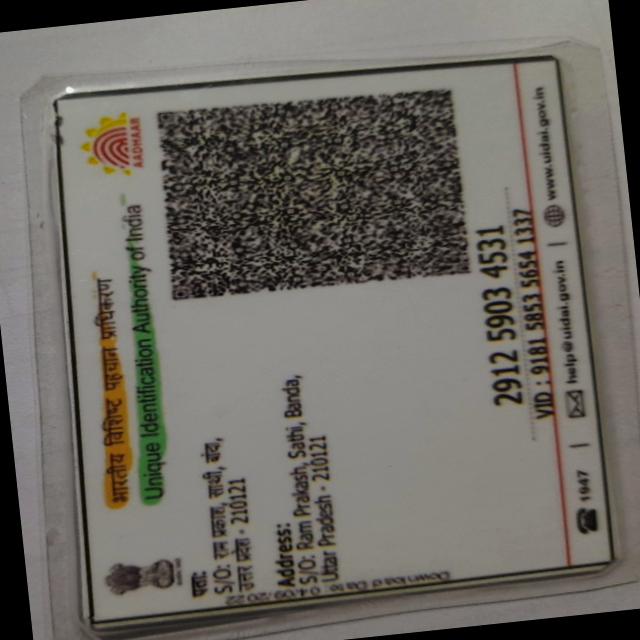 भारतीय विशिष्ट पहचान प्राधिकरण
Unique Identification Authority of India
AADHAAR
पता:
S/O: राम प्रकाश, साथी, बांदा,
उत्तर प्रदेश - 210121
Address:
S/O: Ram Prakash, Sathi, Banda,
Uttar Pradesh - 210121
2912 5903 4531
VID : 9181 5853 5654 1137
1947 | help@uidai.gov.in | www.uidai.gov.in